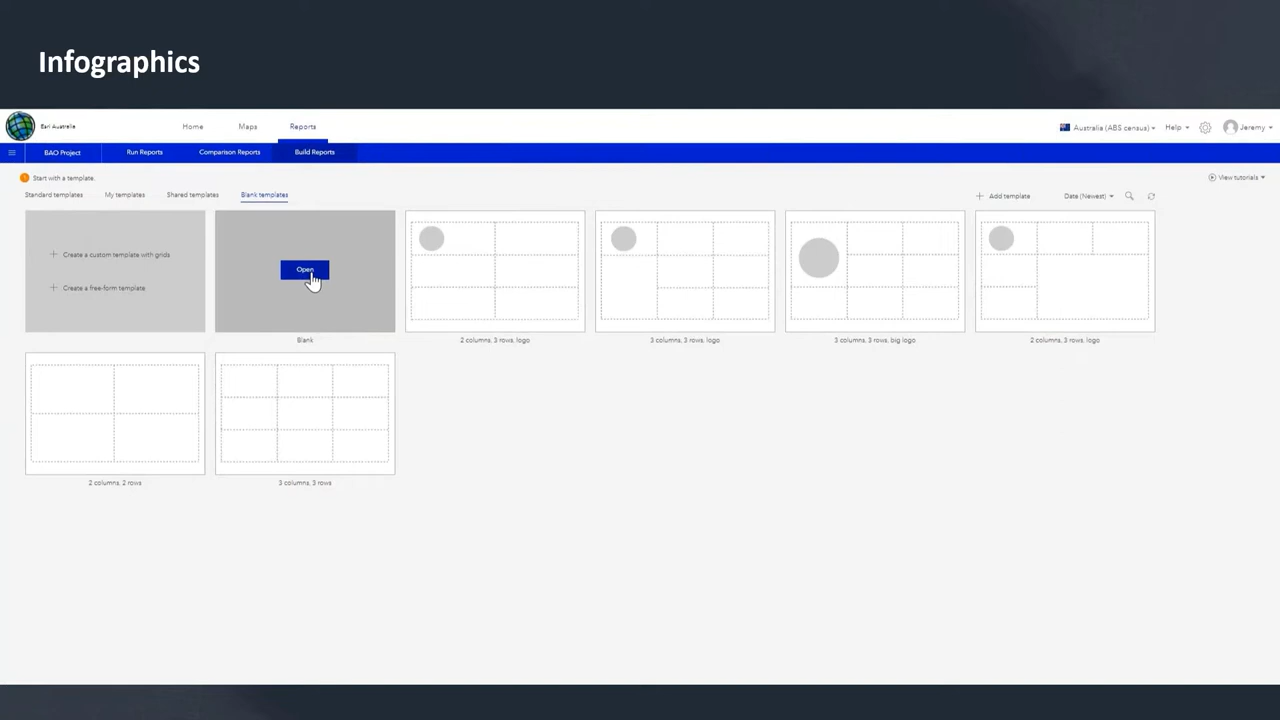 Infographics
Esri Australia
Home
Maps
Reports
Australia (ABS census)
Help
Jeremy
BAO Project
Run Reports
Comparison Reports
Build Reports
Start with a template.
View tutorials
Standard templates
My templates
Shared templates
Blank templates
Add template
Date (Newest)
Create a custom template with grids
Create a free-form template
Open
Blank
2 columns, 3 rows, logo
3 columns, 3 rows, logo
3 columns, 3 rows, big logo
2 columns, 3 rows, logo
2 columns, 2 rows
3 columns, 3 rows